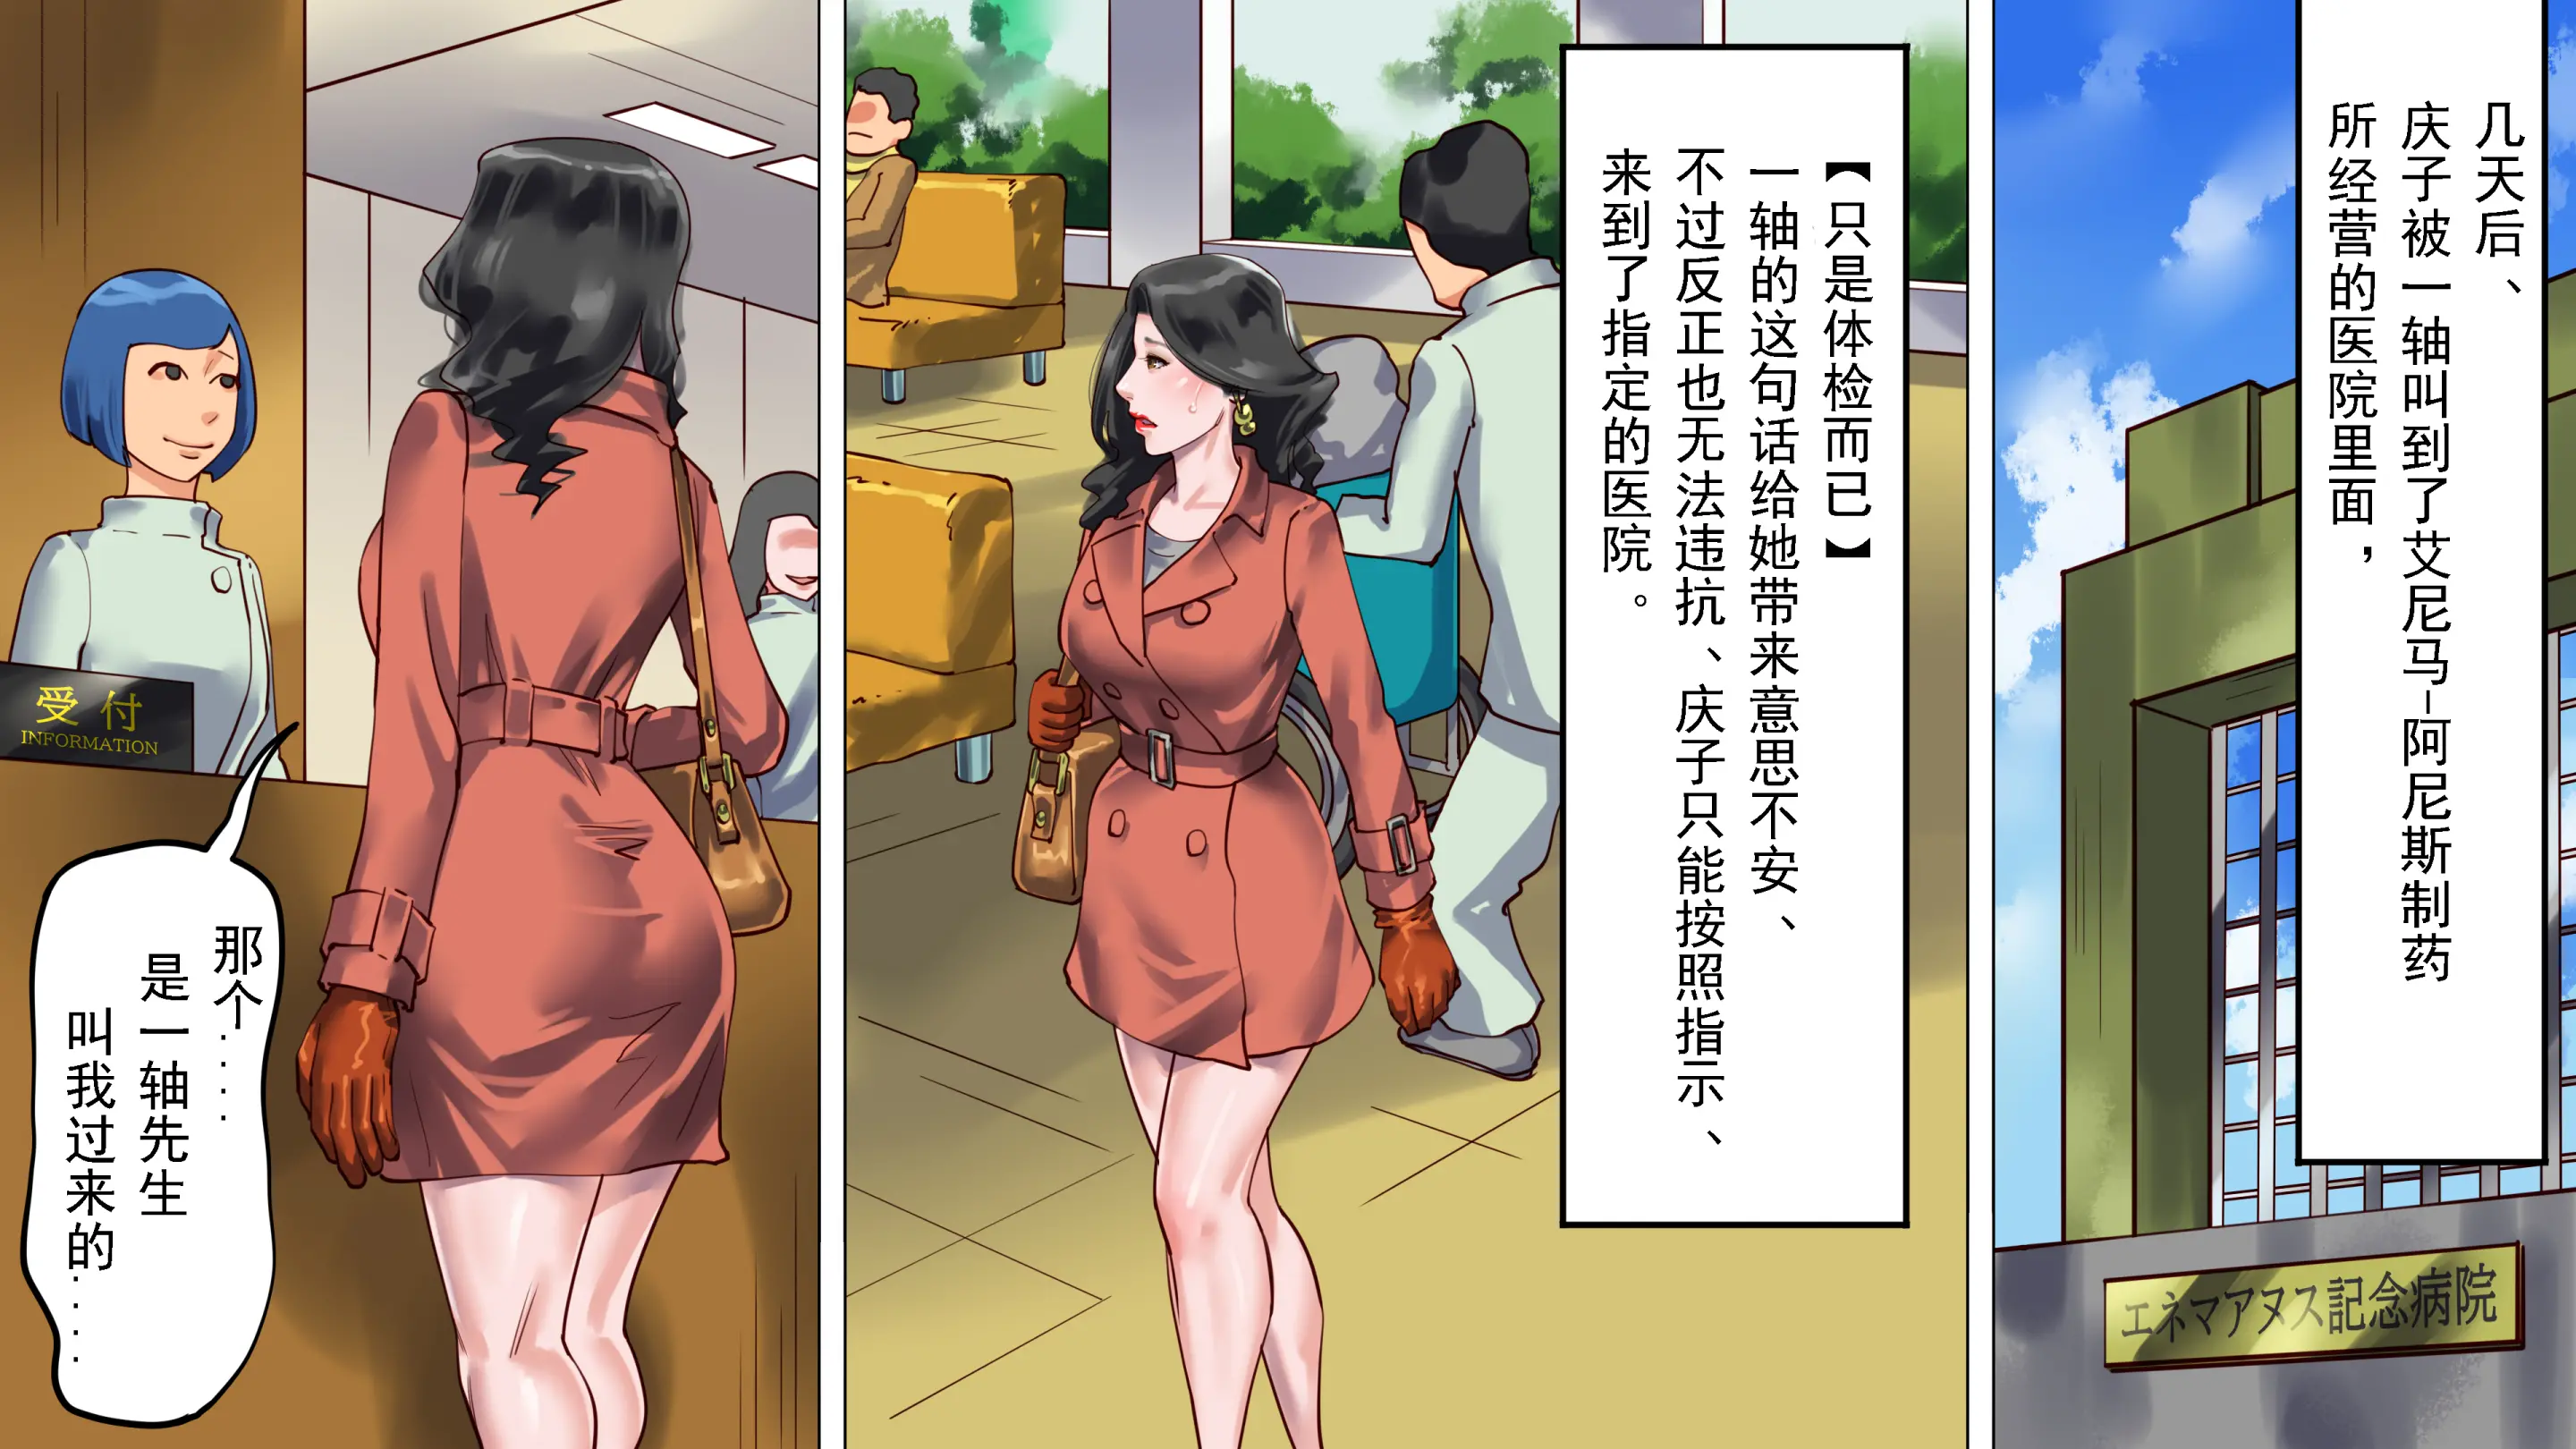 几天后、
庆子被一轴叫到了艾尼马-阿尼斯制药
所经营的医院里面，
エネマアヌス記念病院
【只是体检而已】
一轴的这句话给她带来意思不安、
不过反正也无法违抗、庆子只能按照指示、
来到了指定的医院。
受付
INFORMATION
那个....
是一轴先生
叫我过来的....